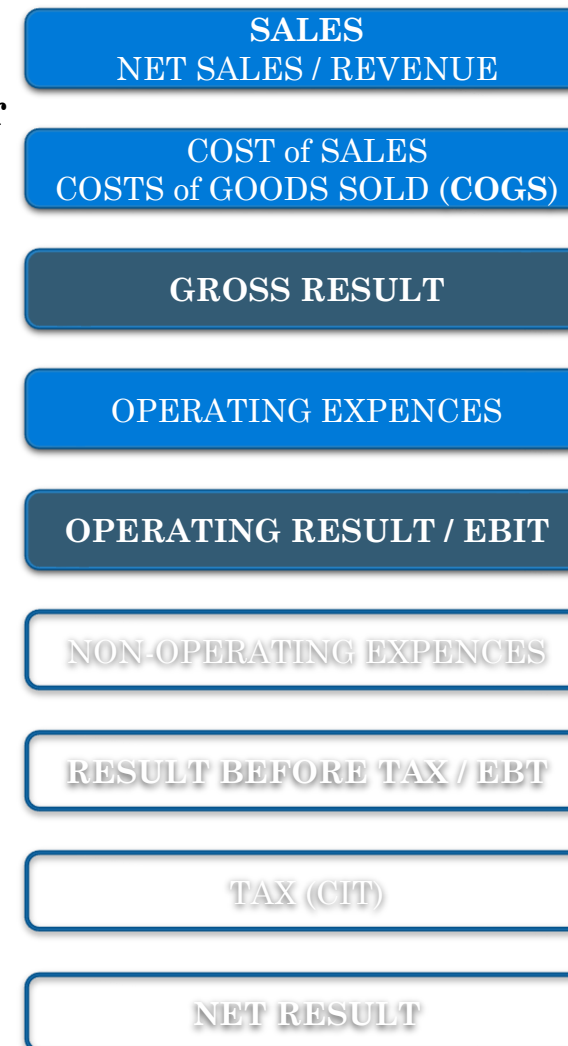 SALES
NET SALES / REVENUE
r
COST of SALES
COSTS of GOODS SOLD (COGS)
GROSS RESULT
OPERATING EXPENCES
OPERATING RESULT / EBIT
NON-OPERATING EXPENCES
RESULT BEFORE TAX / EBT
TAX (CIT)
NET RESULT